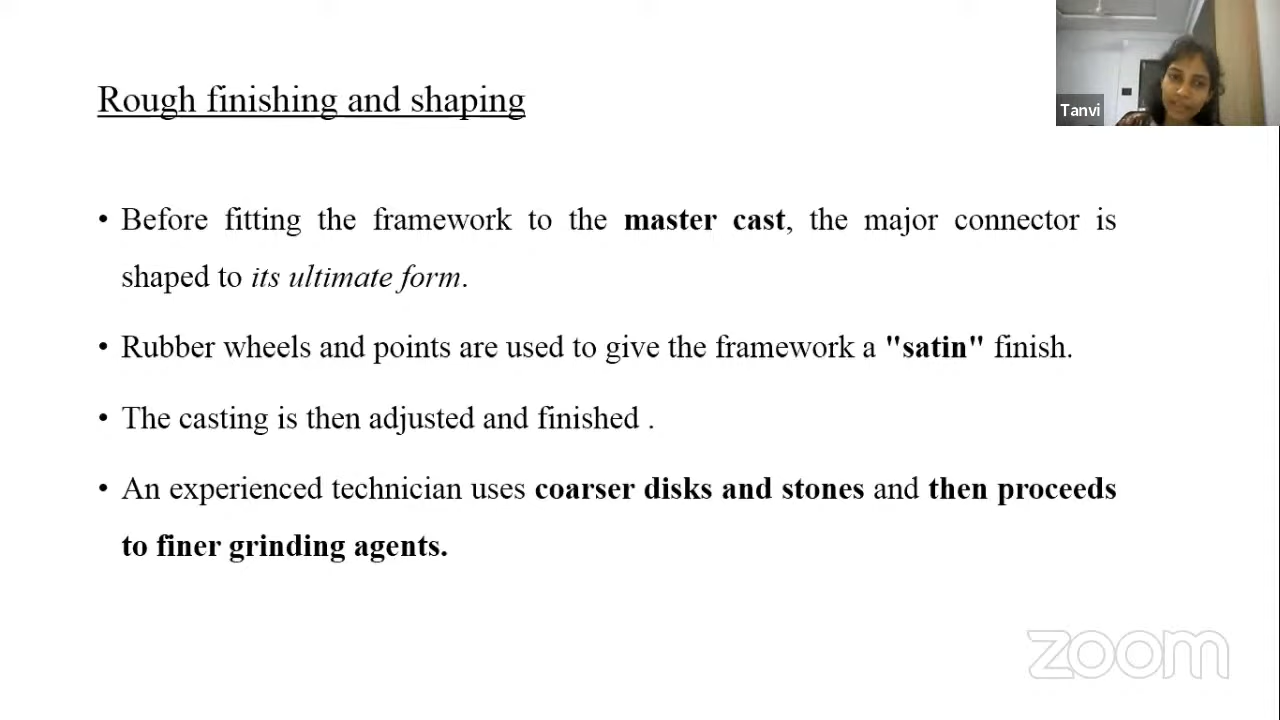 Tanvi
Rough finishing and shaping
• Before fitting the framework to the master cast, the major connector is
shaped to its ultimate form.
• Rubber wheels and points are used to give the framework a "satin" finish.
• The casting is then adjusted and finished .
• An experienced technician uses coarser disks and stones and then proceeds
to finer grinding agents.
zoom